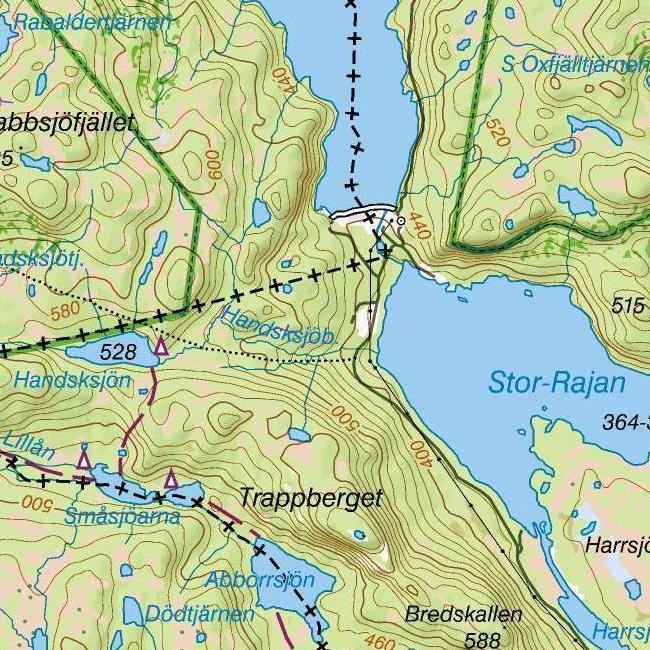 Rabaldertjärnen
S Oxfjälltjärnen
440
abbsjöfjället
520
5
600
440
dsksjötj.
580
515
Handsksjöb.
528
Handsksjön
Stor-Rajan
500
364-3
400
Lillån
Trappberget
500
Småsjöarna
Harrsjö
Abborrsjön
Dödtjärnen
Bredskallen
588
460
Harrsj